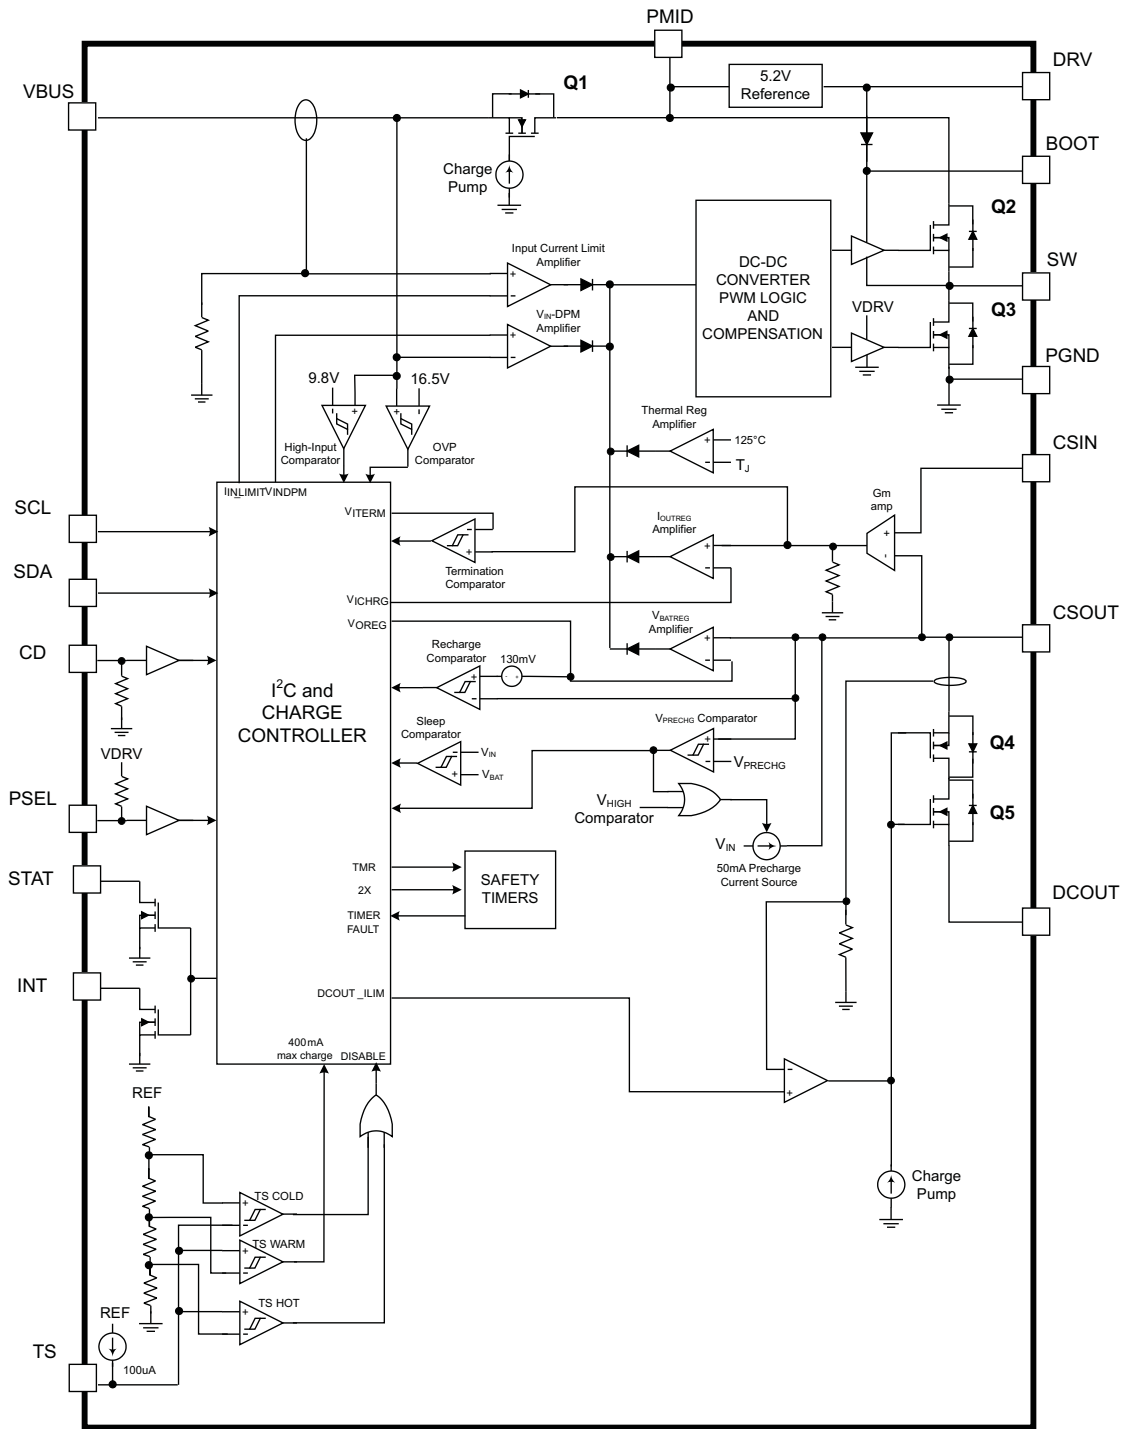 PMID
DRV
VBUS
Q1
5.2V
Reference
BOOT
Charge
Pump
Q2
Input Current Limit
Amplifier
DC-DC
CONVERTER
PWM LOGIC
AND
COMPENSATION
SW
VIN-DPM
Amplifier
VDRV
Q3
PGND
9.8V
16.5V
+
-
High-Input
Comparator
OVP
Comparator
Thermal Reg
Amplifier
125°C
TJ
CSIN
IIN_LIMIT
VINDPM
SCL
VITERM
Termination
Comparator
IOUTREG
Amplifier
Gm
amp
SDA
VICHRG
VOREG
VBATREG
Amplifier
CSOUT
CD
Recharge
Comparator
130mV
I2C and
CHARGE
CONTROLLER
Sleep
Comparator
VIN
VBAT
VPRECHG Comparator
VPRECHG
Q4
VDRV
PSEL
VHIGH
Comparator
VIN
50mA Precharge
Current Source
Q5
STAT
TMR
2X
TIMER
FAULT
SAFETY
TIMERS
DCOUT
INT
DCOUT_ILIM
400mA
max charge
DISABLE
REF
TS COLD
TS WARM
TS HOT
Charge
Pump
REF
TS
100uA